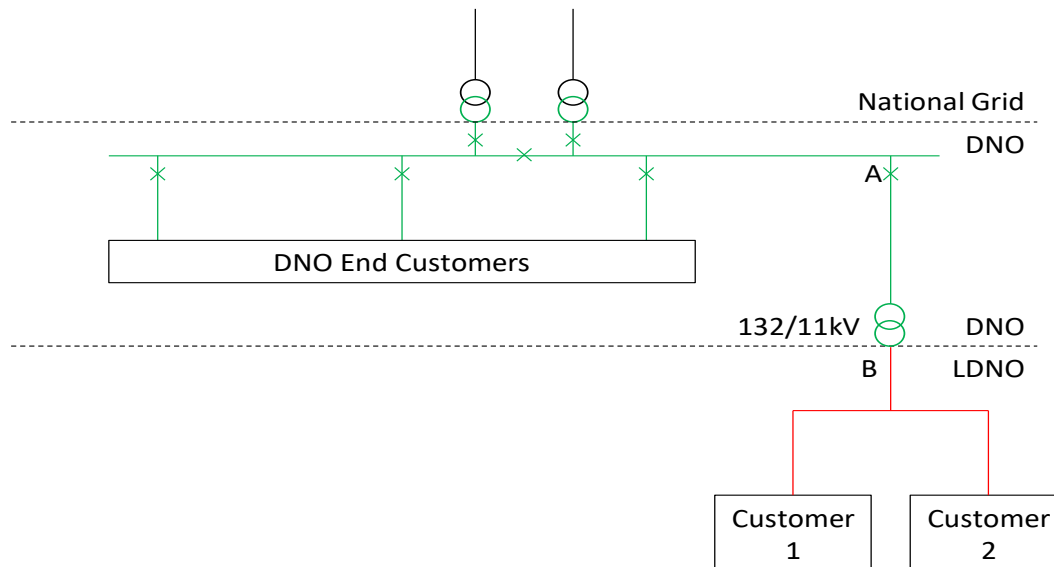 National Grid
DNO
A
DNO End Customers
132/11kV
DNO
B
LDNO
Customer
1
Customer
2